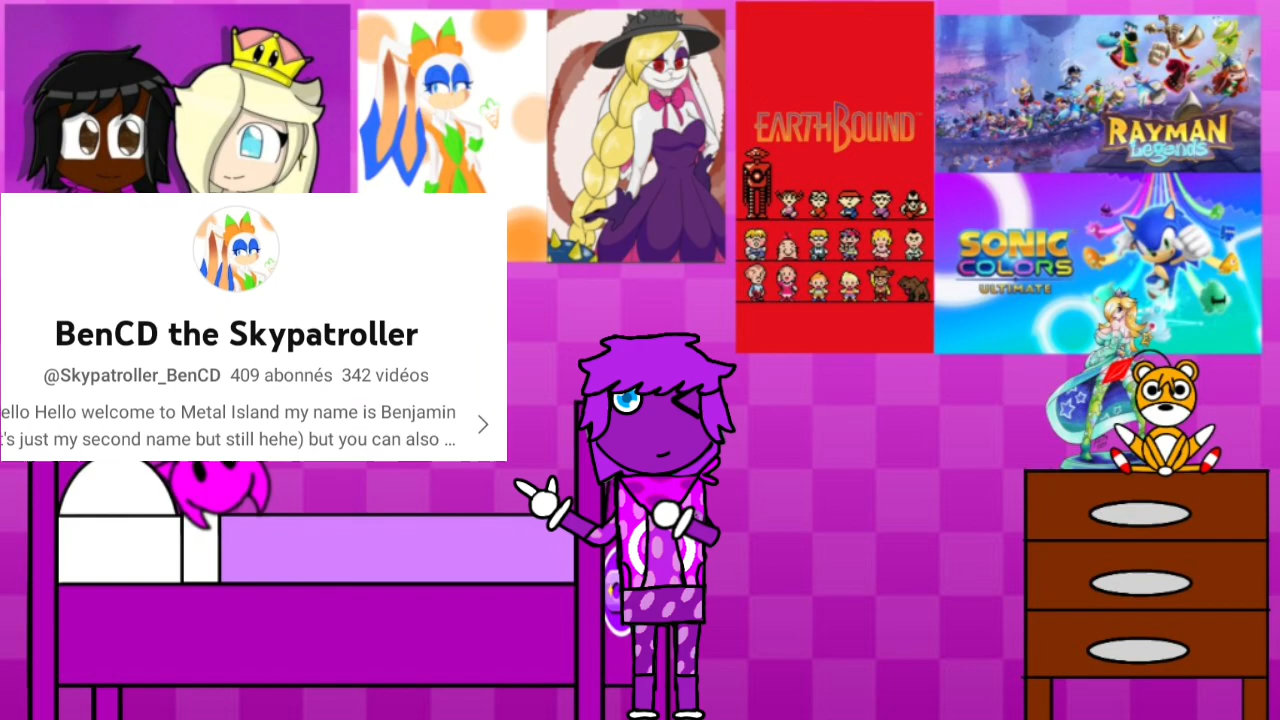 EARTHBOUND
RAYMAN
Legends
SONIC
COLORS
ULTIMATE
BenCD the Skypatroller
@Skypatroller_BenCD 409 abonnés 342 vidéos
ello Hello welcome to Metal Island my name is Benjamin
t's just my second name but still hehe) but you can also ...